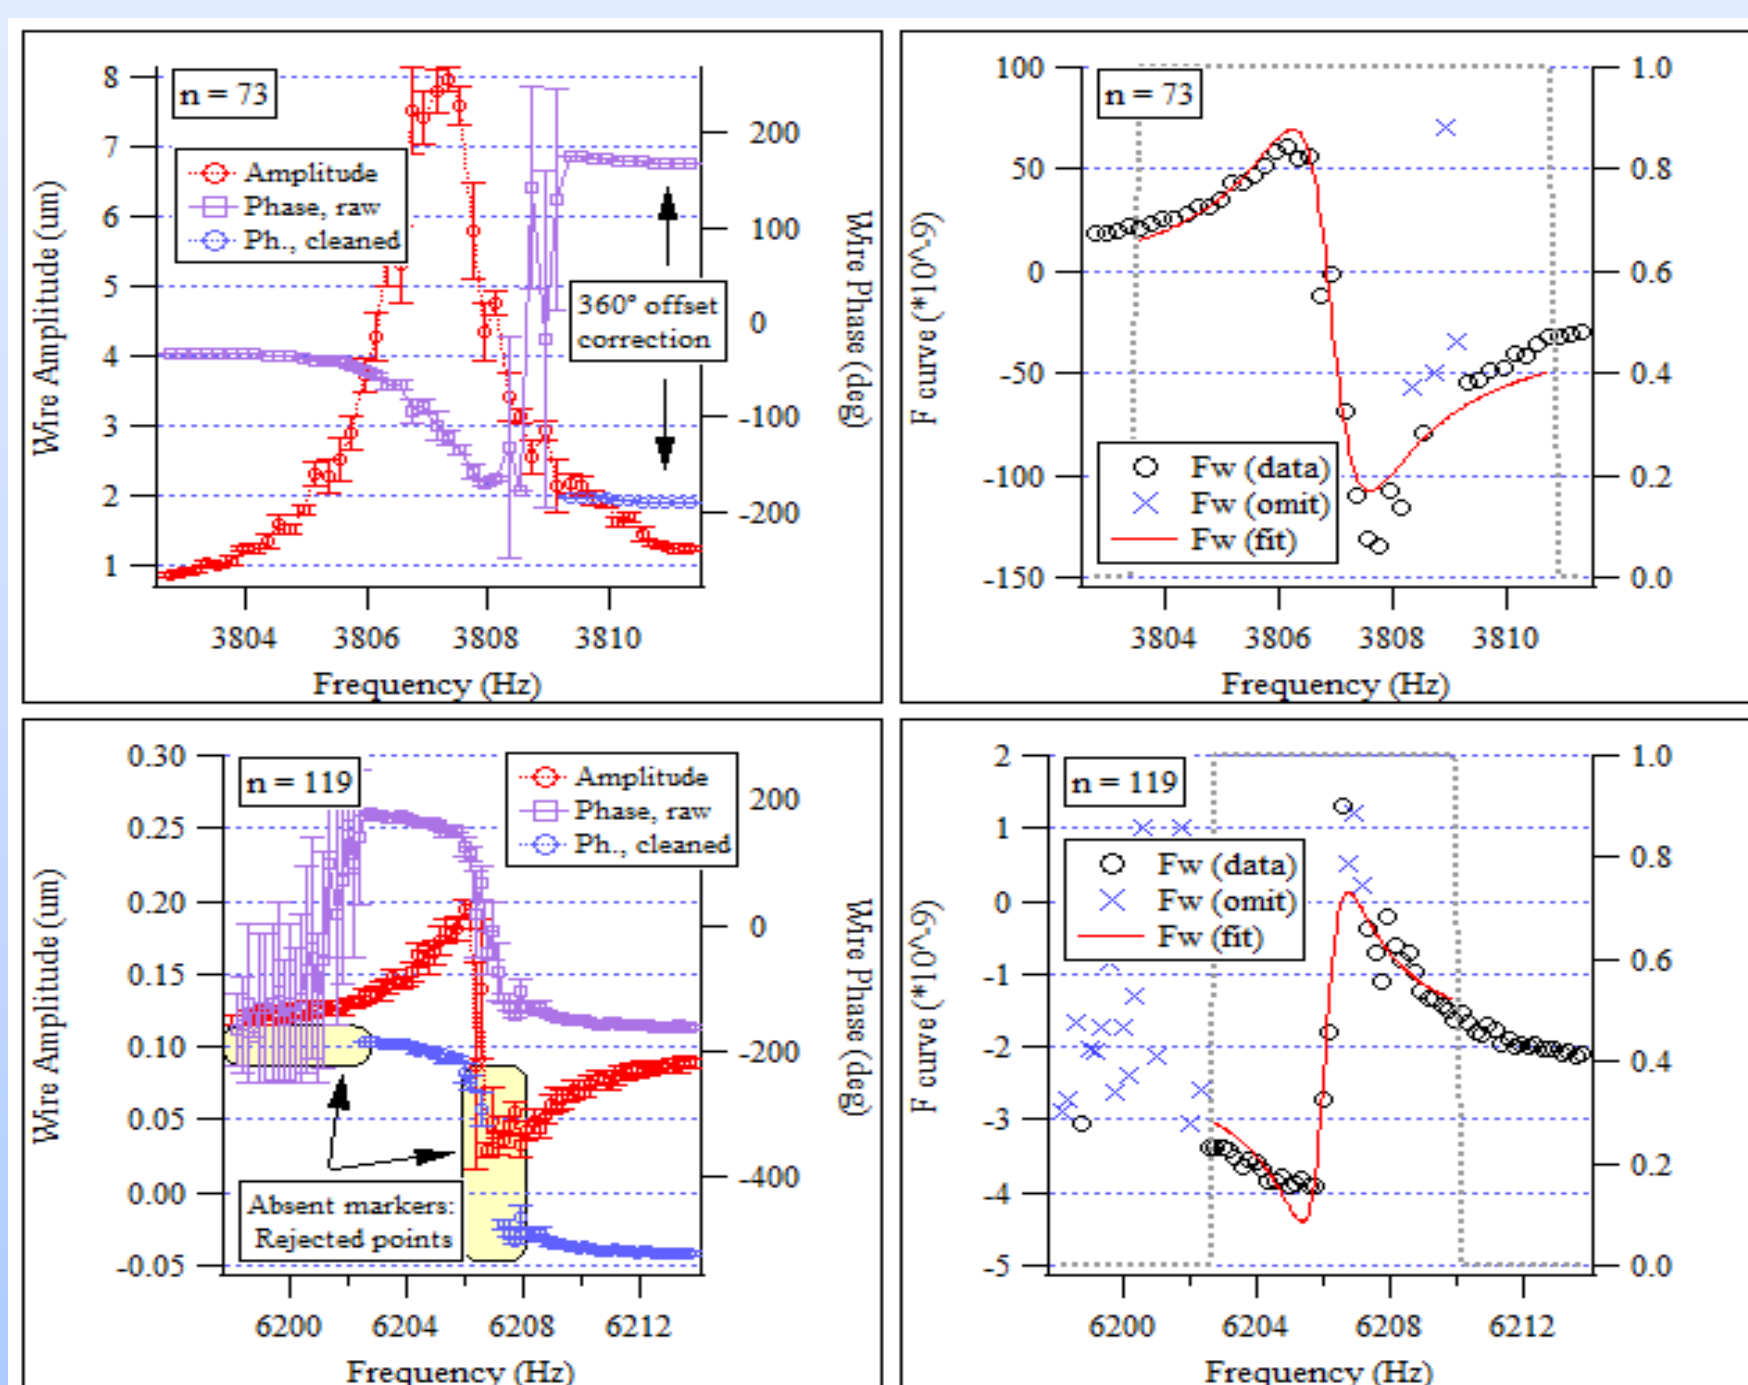 n = 73
Amplitude
Phase, raw
Ph., cleaned
360° offset
correction
8
7
6
5
4
3
2
1
200
100
0
-100
-200
3804 3806 3808 3810
Wire Amplitude (um)
Wire Phase (deg)
Frequency (Hz)
n = 73
100
50
0
-50
-100
-150
1.0
0.8
0.6
0.4
0.2
0.0
Fw (data)
Fw (omit)
Fw (fit)
3804 3806 3808 3810
F curve (*10^-9)
Frequency (Hz)
n = 119
Amplitude
Phase, raw
Ph., cleaned
0.30
0.25
0.20
0.15
0.10
0.05
0.00
-0.05
200
0
-200
-400
Absent markers:
Rejected points
6200 6204 6208 6212
Wire Amplitude (um)
Wire Phase (deg)
Frequency (Hz)
n = 119
Fw (data)
Fw (omit)
Fw (fit)
2
1
0
-1
-2
-3
-4
-5
1.0
0.8
0.6
0.4
0.2
0.0
6200 6204 6208 6212
F curve (*10^-9)
Frequency (Hz)